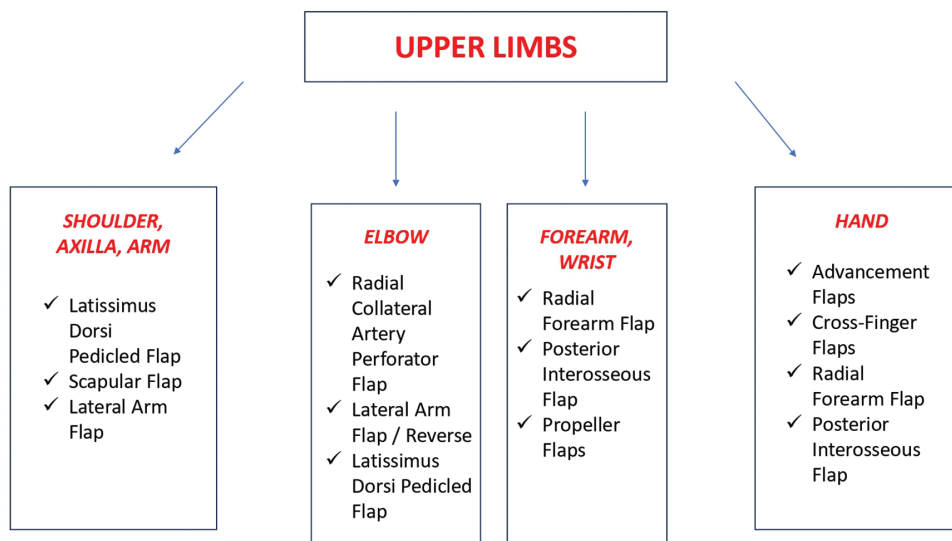 UPPER LIMBS
SHOULDER,
AXILLA, ARM
✓ Latissimus
Dorsi
Pedicled Flap
✓ Scapular Flap
✓ Lateral Arm
Flap
ELBOW
✓ Radial
Collateral
Artery
Perforator
Flap
✓ Lateral Arm
Flap / Reverse
✓ Latissimus
Dorsi Pedicled
Flap
FOREARM,
WRIST
✓ Radial
Forearm Flap
✓ Posterior
Interosseous
Flap
✓ Propeller
Flaps
HAND
✓ Advancement
Flaps
✓ Cross-Finger
Flaps
✓ Radial
Forearm Flap
✓ Posterior
Interosseous
Flap